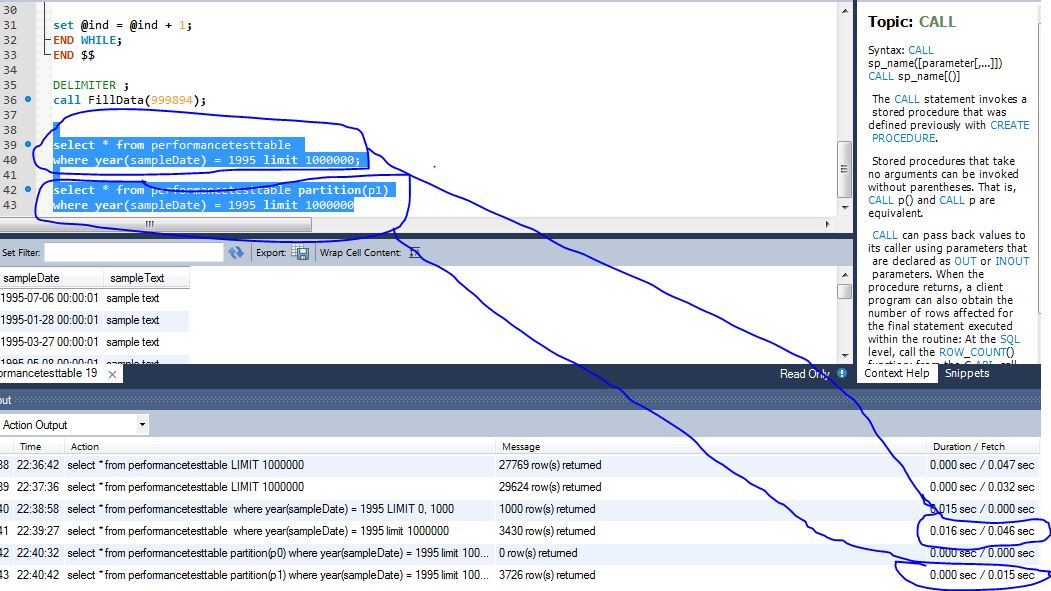 30
31 set @ind = @ind + 1;
32 END WHILE;
33 END $$
34
35 DELIMITER ;
36 call FillData(999894);
37
38
39 select * from performancetesttable
40 where year(sampleDate) = 1995 limit 1000000;
41
42 select * from performancetesttable partition(p1)
43 where year(sampleDate) = 1995 limit 1000000
Set Filter: Export: Wrap Cell Content:
sampleDate sampleText
1995-07-06 00:00:01 sample text
1995-01-28 00:00:01 sample text
1995-03-27 00:00:01 sample text
1995-05-08 00:00:01 sample text
ormancetesttable 19 Read Only
Topic: CALL
Syntax: CALL
sp_name([parameter[,...]])
CALL sp_name[()]
The CALL statement invokes a
stored procedure that was
defined previously with CREATE
PROCEDURE.
Stored procedures that take
no arguments can be invoked
without parentheses. That is,
CALL p() and CALL p are
equivalent.
CALL can pass back values to
its caller using parameters that
are declared as OUT or INOUT
parameters. When the
procedure returns, a client
program can also obtain the
number of rows affected for
the final statement executed
within the routine: At the SQL
level, call the ROW_COUNT()
function; from the C API, call
Context Help Snippets
out
Action Output
Time Action Message Duration / Fetch
38 22:36:42 select * from performancetesttable LIMIT 1000000 27769 row(s) returned 0.000 sec / 0.047 sec
39 22:37:36 select * from performancetesttable LIMIT 1000000 29624 row(s) returned 0.000 sec / 0.032 sec
40 22:38:58 select * from performancetesttable where year(sampleDate) = 1995 LIMIT 0, 1000 1000 row(s) returned 0.015 sec / 0.000 sec
41 22:39:27 select * from performancetesttable where year(sampleDate) = 1995 limit 1000000 3430 row(s) returned 0.016 sec / 0.046 sec
42 22:40:32 select * from performancetesttable partition(p0) where year(sampleDate) = 1995 limit 100... 0 row(s) returned 0.000 sec / 0.000 sec
43 22:40:42 select * from performancetesttable partition(p1) where year(sampleDate) = 1995 limit 100... 3726 row(s) returned 0.000 sec / 0.015 sec